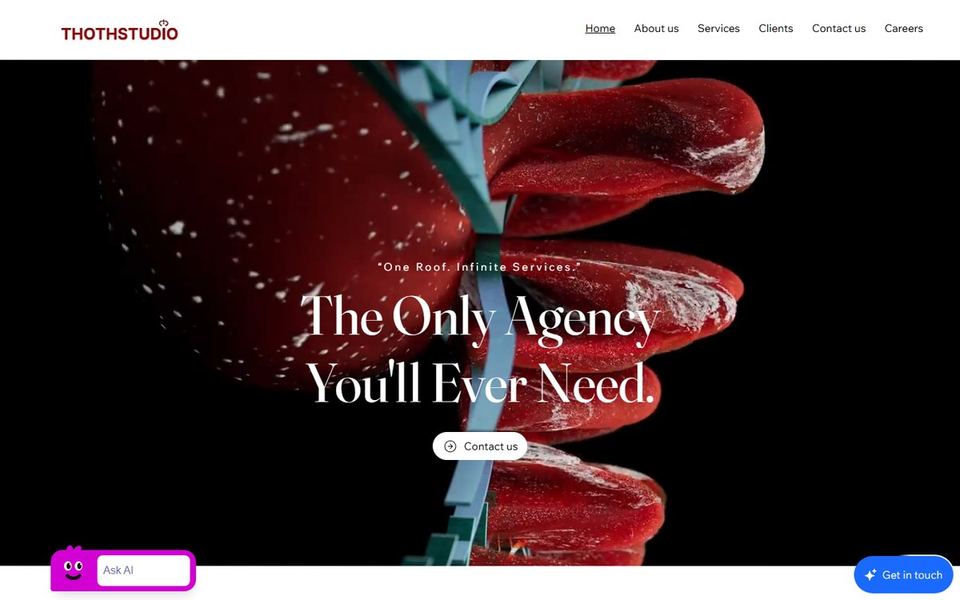 THOTHSTUDIO
Home
About us
Services
Clients
Contact us
Careers
"One Roof. Infinite Services."
The Only Agency
You'll Ever Need.
Contact us
Ask AI
Get in touch